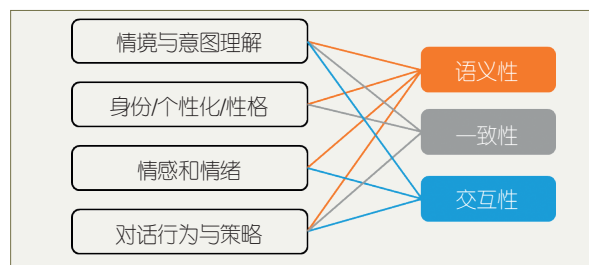 情境与意图理解
身份/个性化/性格
情感和情绪
对话行为与策略
语义性
一致性
交互性